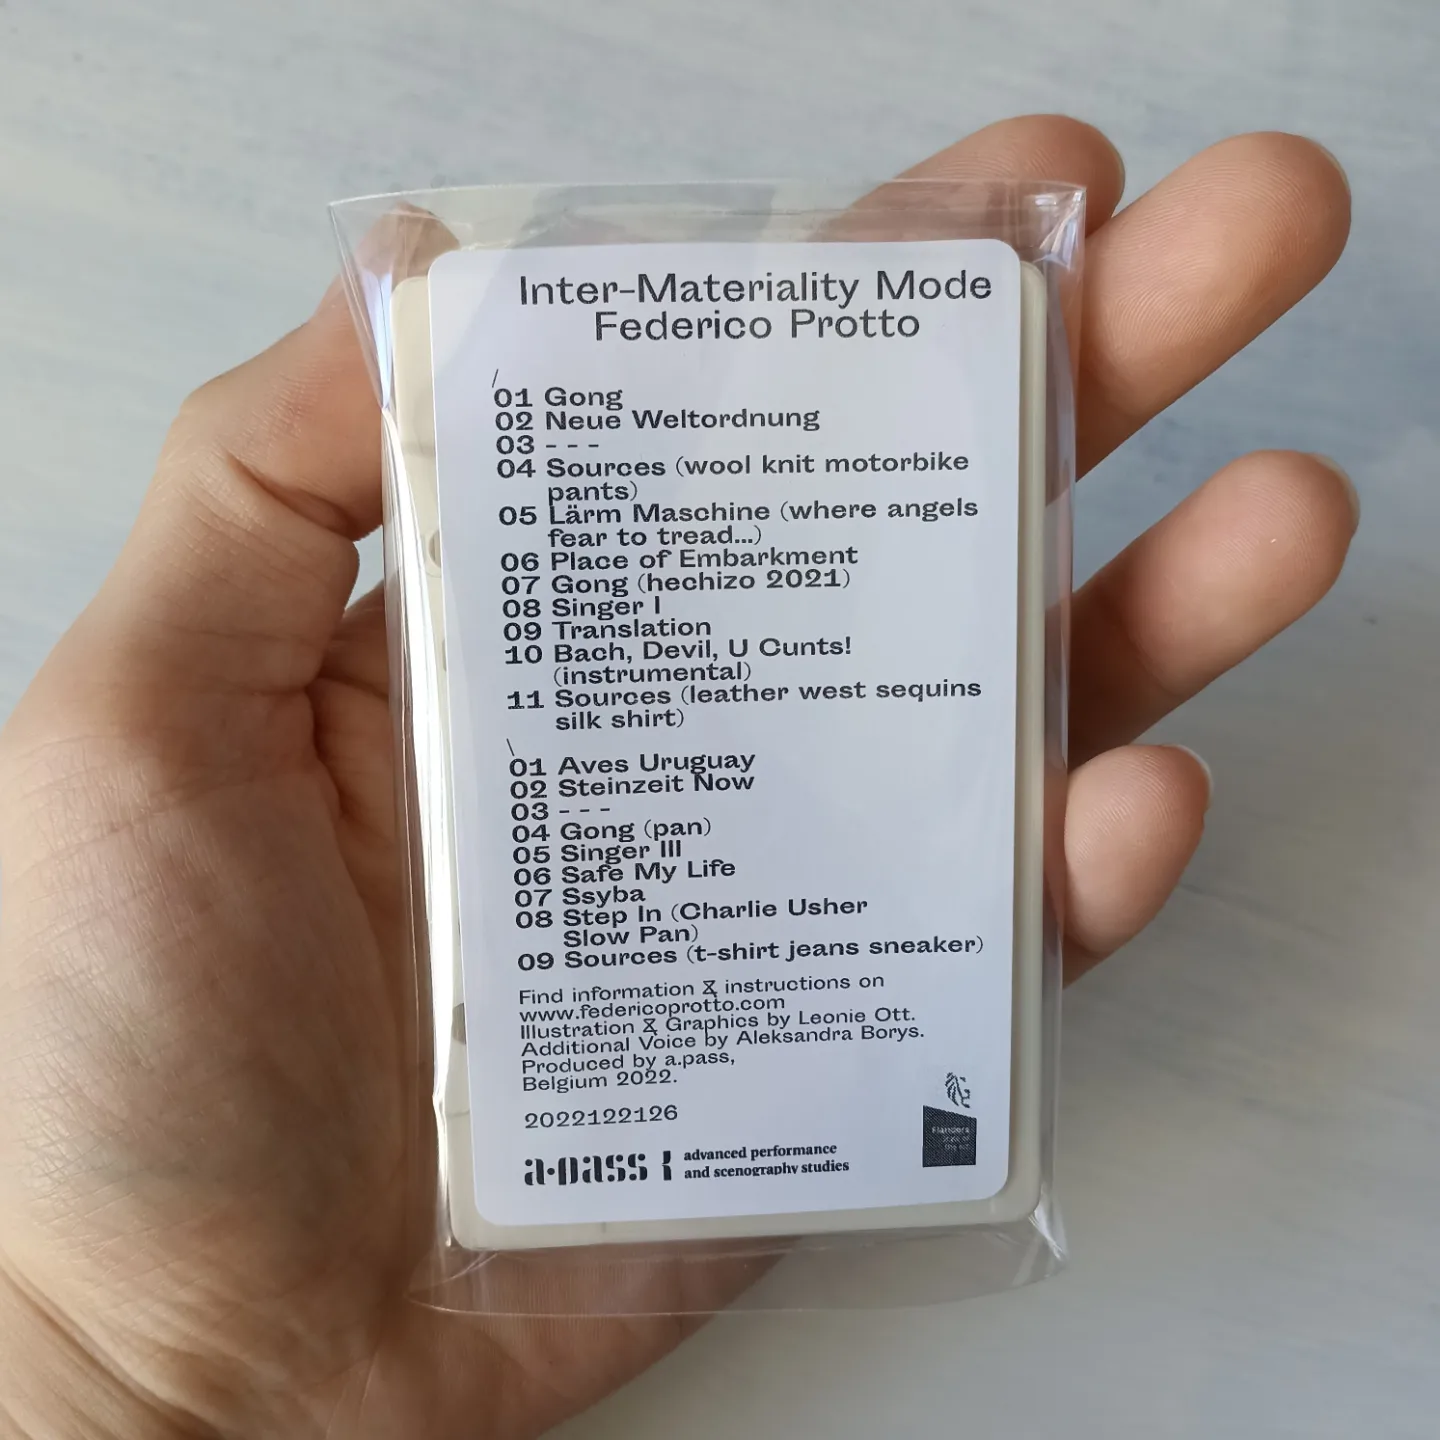 Inter-Materiality Mode
Federico Protto
/
01 Gong
02 Neue Weltordnung
03 - - -
04 Sources (wool knit motorbike
pants)
05 Lärm Maschine (where angels
fear to tread...)
06 Place of Embarkment
07 Gong (hechizo 2021)
08 Singer I
09 Translation
10 Bach, Devil, U Cunts!
(instrumental)
11 Sources (leather west sequins
silk shirt)
\
01 Aves Uruguay
02 Steinzeit Now
03 - - -
04 Gong (pan)
05 Singer III
06 Safe My Life
07 Ssyba
08 Step In (Charlie Usher
Slow Pan)
09 Sources (t-shirt jeans sneaker)
Find information & instructions on
www.federicoprotto.com
Illustration & Graphics by Leonie Ott.
Additional Voice by Aleksandra Borys.
Produced by a.pass,
Belgium 2022.
2022122126
a·pass
advanced performance
and scenography studies
Flanders
State of
the Art